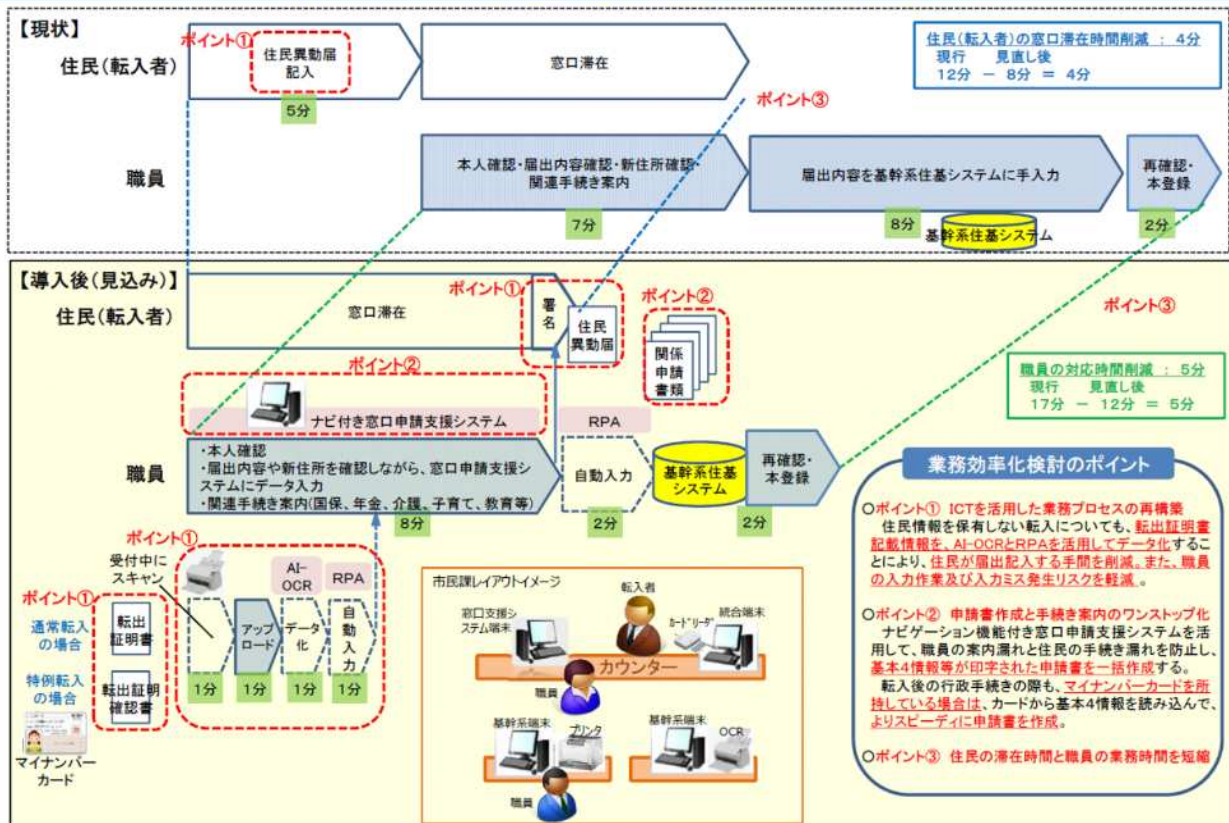 【現状】
住民(転入者)
ポイント①
住民異動届
記入
5分
窓口滞在
住民(転入者)の窓口滞在時間削減 : 4分
現行 見直し後
12分 － 8分 ＝ 4分
ポイント③
職員
本人確認・届出内容確認・新住所確認・
関連手続き案内
7分
届出内容を基幹系住基システムに手入力
8分
基幹系住基システム
再確認・
本登録
2分
【導入後(見込み)】
住民(転入者)
窓口滞在
ポイント①
署
名
住民
異動届
ポイント②
関係
申請
書類
ポイント③
職員の対応時間削減 : 5分
現行 見直し後
17分 － 12分 ＝ 5分
ポイント②
ナビ付き窓口申請支援システム
職員
・本人確認
・届出内容や新住所を確認しながら、窓口申請支援シ
ステムにデータ入力
・関連手続き案内(国保、年金、介護、子育て、教育等)
8分
RPA
自動入力
2分
基幹系住基
システム
再確認・
本登録
2分
ポイント①
受付中に
スキャン
AI-
OCR
RPA
アップ
ロード
データ
化
自
動
入
力
1分
1分
1分
1分
ポイント①
通常転入
の場合
転出
証明書
特例転入
の場合
転出証明
確認書
マイナンバー
カード
市民課レイアウトイメージ
転入者
窓口支援シ
ステム端末
カードリーダ
統合端末
カウンター
職員
基幹系端末
プリンタ
基幹系端末
OCR
職員
業務効率化検討のポイント
○ポイント① ICTを活用した業務プロセスの再構築
住民情報を保有しない転入についても、転出証明書
記載情報を、AI-OCRとRPAを活用してデータ化するこ
とにより、住民が届出記入する手間を削減。また、職員
の入力作業及び入力ミス発生リスクを軽減。
○ポイント② 申請書作成と手続き案内のワンストップ化
ナビゲーション機能付き窓口申請支援システムを活
用して、職員の案内漏れと住民の手続き漏れを防止し、
基本4情報等が印字された申請書を一括作成する。
転入後の行政手続きの際も、マイナンバーカードを所
持している場合は、カードから基本4情報を読み込んで、
よりスピーディに申請書を作成。
○ポイント③ 住民の滞在時間と職員の業務時間を短縮